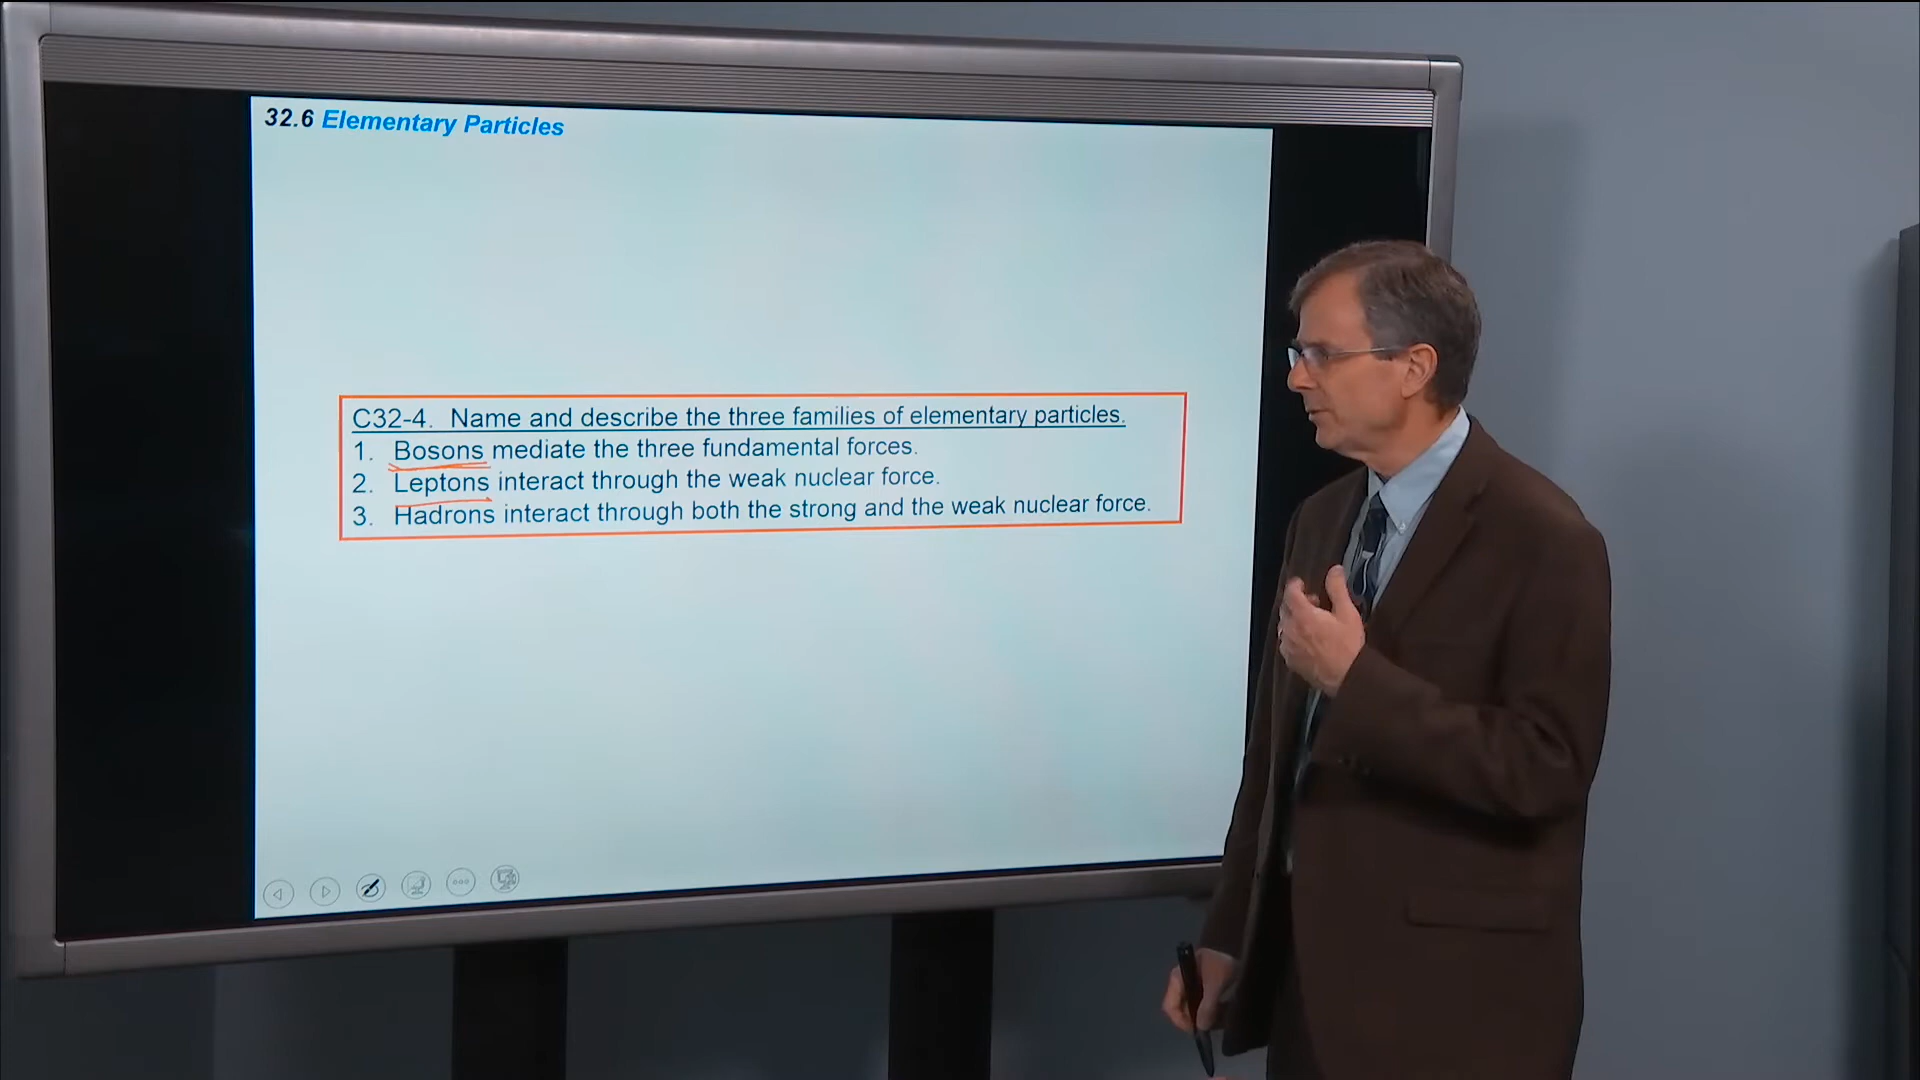 32.6 Elementary Particles
C32-4. Name and describe the three families of elementary particles.
1. Bosons mediate the three fundamental forces.
2. Leptons interact through the weak nuclear force.
3. Hadrons interact through both the strong and the weak nuclear force.